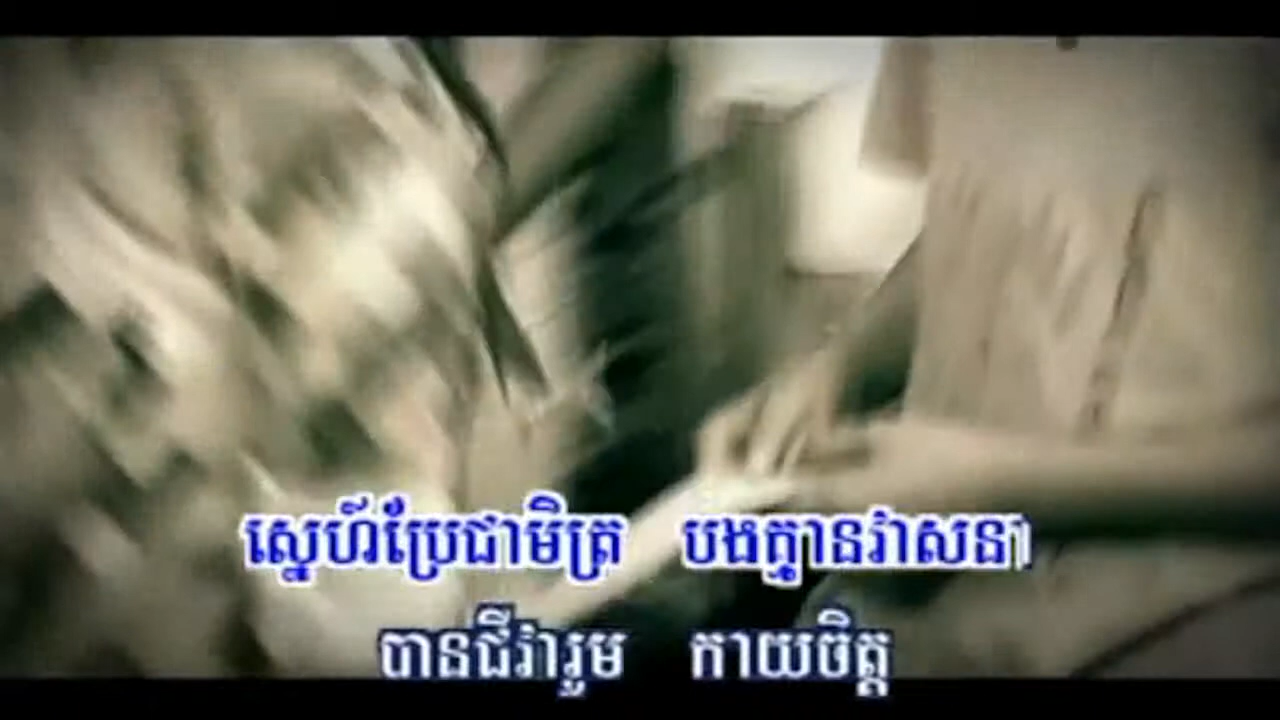 ស្នេហ៍ប្រែជាមិត្រ បងគ្មានវាសនា
បានជីវ៉ារួម កាយចិត្ត